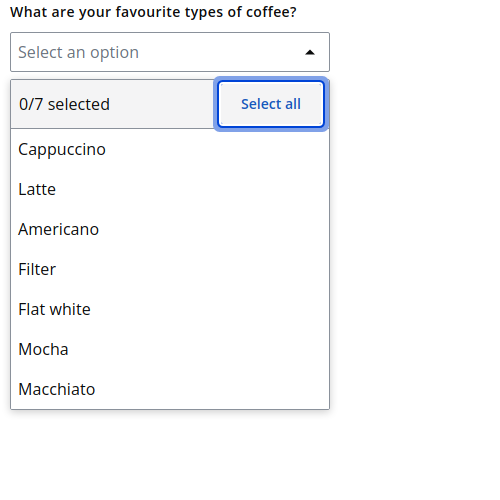 What are your favourite types of coffee?
Select an option
0/7 selected
Select all
Cappuccino
Latte
Americano
Filter
Flat white
Mocha
Macchiato